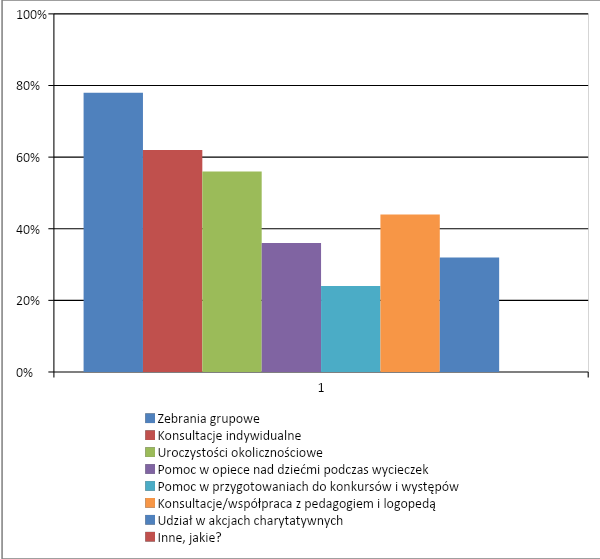 100%
80%
60%
40%
20%
0%
1
Zebrania grupowe
Konsultacje indywidualne
Uroczystości okolicznościowe
Pomoc w opiece nad dziećmi podczas wycieczek
Pomoc w przygotowaniach do konkursów i występów
Konsultacje/współpraca z pedagogiem i logopedą
Udział w akcjach charytatywnych
Inne, jakie?